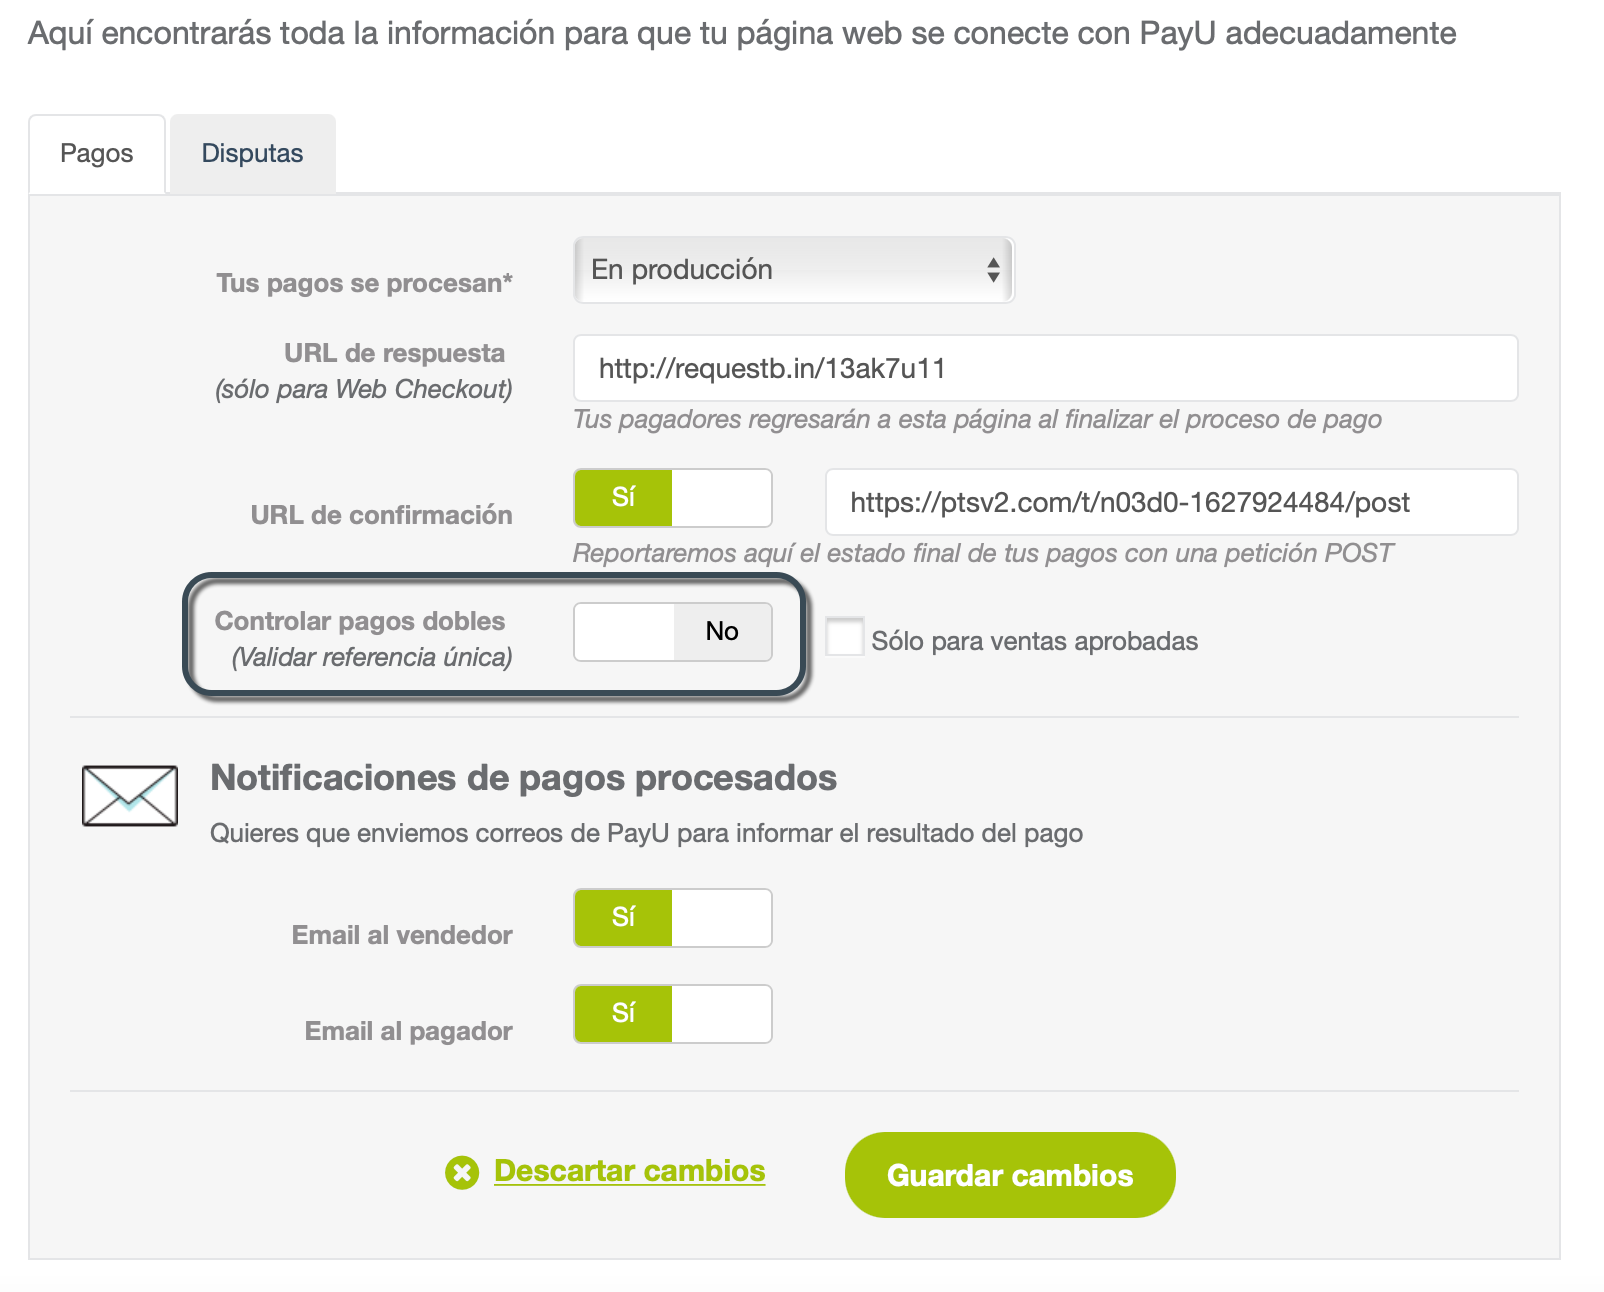 Aquí encontrarás toda la información para que tu página web se conecte con PayU adecuadamente
Pagos
Disputas
Tus pagos se procesan*
En producción
URL de respuesta
(sólo para Web Checkout)
http://requestb.in/13ak7u11
Tus pagadores regresarán a esta página al finalizar el proceso de pago
URL de confirmación
Sí
https://ptsv2.com/t/n03d0-1627924484/post
Reportaremos aquí el estado final de tus pagos con una petición POST
Controlar pagos dobles
(Validar referencia única)
No
Sólo para ventas aprobadas
Notificaciones de pagos procesados
Quieres que enviemos correos de PayU para informar el resultado del pago
Email al vendedor
Sí
Email al pagador
Sí
Descartar cambios
Guardar cambios